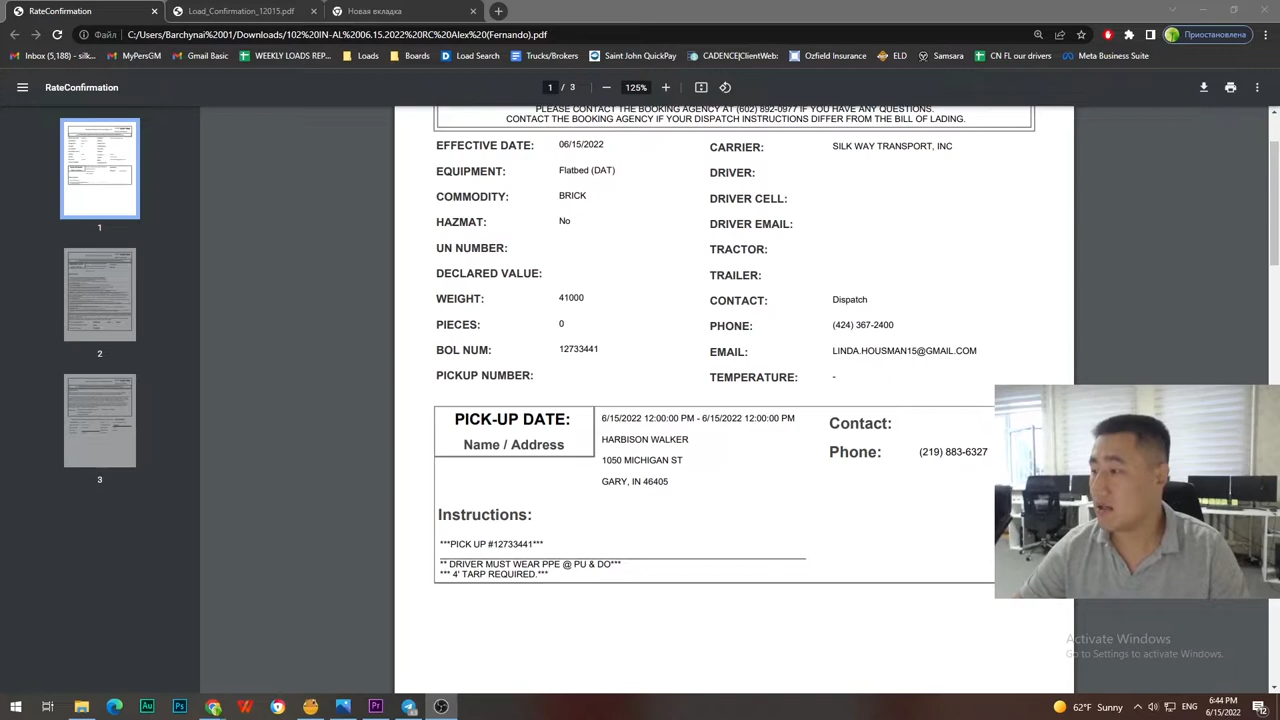 RateConfirmation
Load_Confirmation_12015.pdf
Новая вкладка
Файл
C:/Users/Barchynai%2001/Downloads/102%20IN-AL%2006.15.2022%20RC%20Alex%20(Fernando).pdf
Приостановлена
Inbox (5,188) - silk...
MyPersGM
Gmail Basic
WEEKLY LOADS REP...
100
Boards
Load Search
Trucks/Brokers
Saint John QuickPay
CADENCE|ClientWeb:
Ozfield Insurance
ELD
Samsara
CN FL our drivers
Meta Business Suite
RateConfirmation
1 / 3
125%
PLEASE CONTACT THE BOOKING AGENCY AT (602) 892-0977 IF YOU HAVE ANY QUESTIONS.
CONTACT THE BOOKING AGENCY IF YOUR DISPATCH INSTRUCTIONS DIFFER FROM THE BILL OF LADING.
EFFECTIVE DATE: 06/15/2022
CARRIER: SILK WAY TRANSPORT, INC
EQUIPMENT: Flatbed (DAT)
DRIVER:
COMMODITY: BRICK
DRIVER CELL:
HAZMAT: No
DRIVER EMAIL:
UN NUMBER:
TRACTOR:
DECLARED VALUE:
TRAILER:
WEIGHT: 41000
CONTACT: Dispatch
PIECES: 0
PHONE: (424) 367-2400
BOL NUM: 12733441
EMAIL: LINDA.HOUSMAN15@GMAIL.COM
PICKUP NUMBER:
TEMPERATURE: -
PICK-UP DATE:
Name / Address
6/15/2022 12:00:00 PM - 6/15/2022 12:00:00 PM
HARBISON WALKER
1050 MICHIGAN ST
GARY, IN 46405
Contact:
Phone: (219) 883-6327
Instructions:
***PICK UP #12733441***
** DRIVER MUST WEAR PPE @ PU & DO***
*** 4' TARP REQUIRED.***
1
2
3
Activate Windows
Go to Settings to activate Windows.
62°F Sunny
ENG
6:44 PM
6/15/2022
12